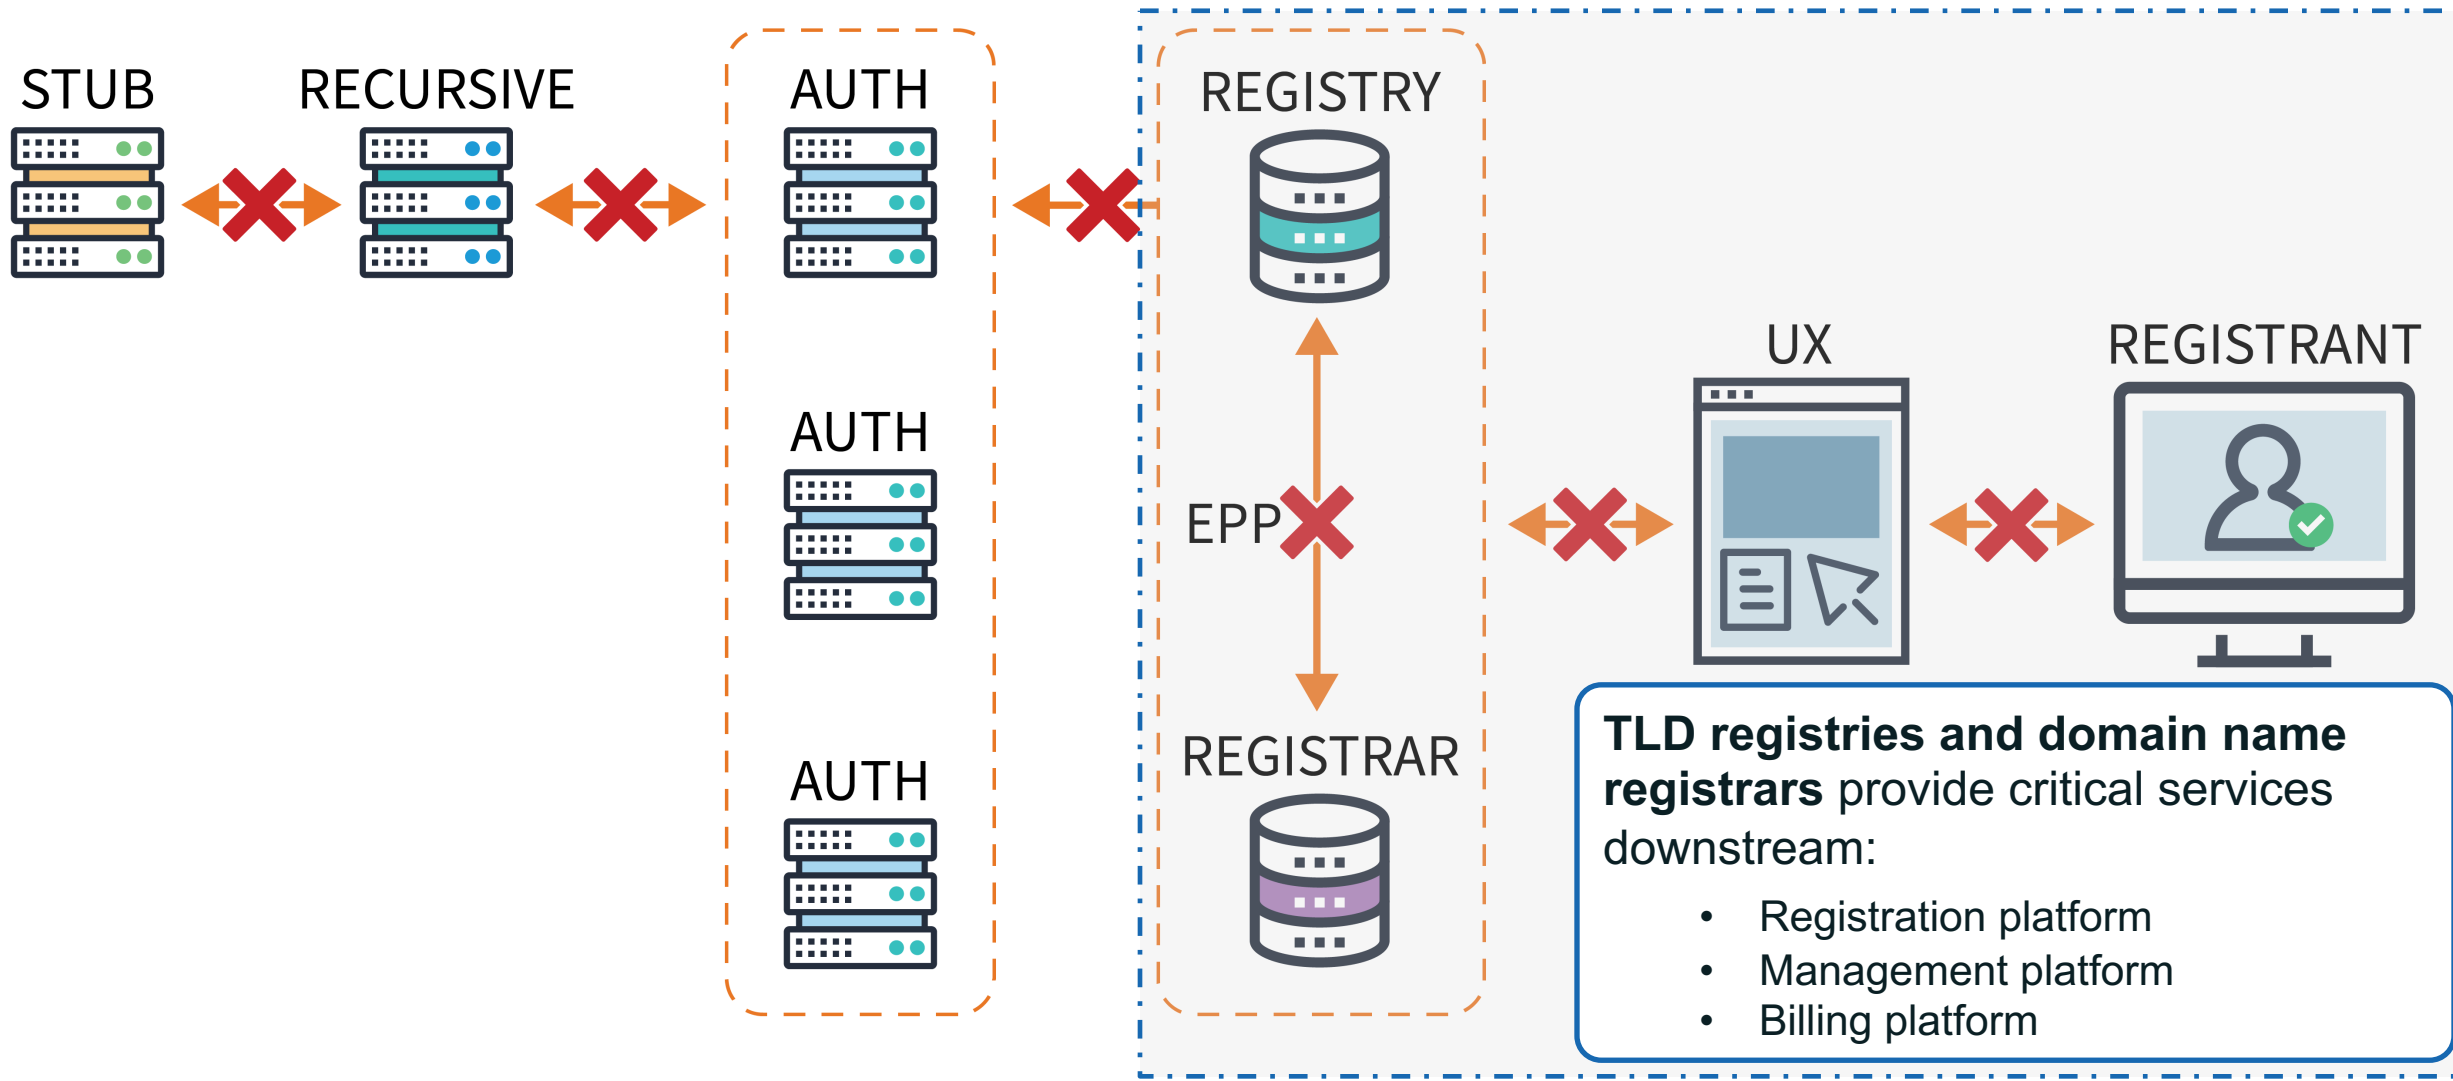 STUB
RECURSIVE
AUTH
REGISTRY
UX
REGISTRANT
AUTH
EPP
REGISTRAR
AUTH
TLD registries and domain name
registrars provide critical services
downstream:
• Registration platform
• Management platform
• Billing platform